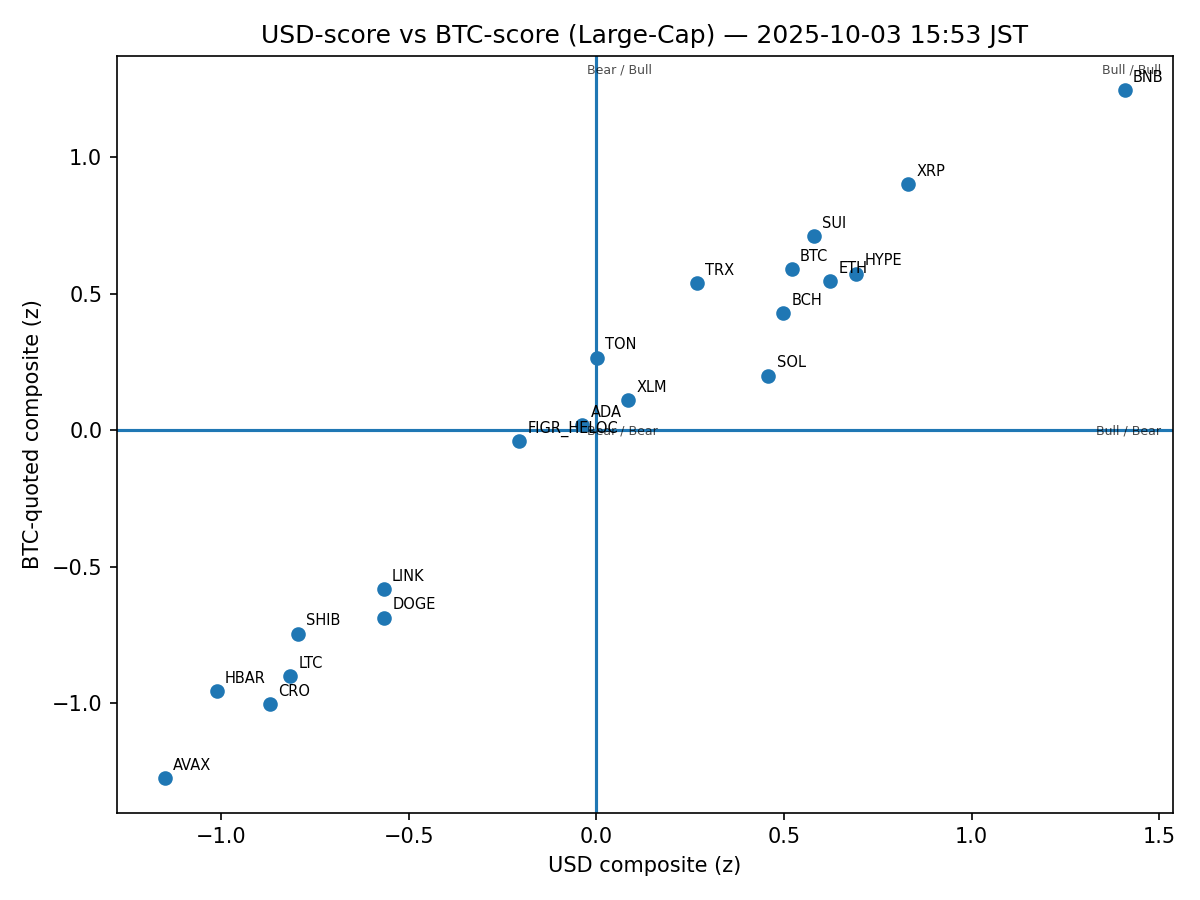 USD-score vs BTC-score (Large-Cap) — 2025-10-03 15:53 JST
Bear / Bull
Bull / Bull
BNB
XRP
SUI
BTC
HYPE
ETH
TRX
BCH
TON
SOL
XLM
ADA
FIGR_HELOC
Bear / Bear
Bull / Bear
LINK
DOGE
SHIB
LTC
HBAR
CRO
AVAX
1.0
0.5
0.0
−0.5
−1.0
BTC-quoted composite (z)
−1.0
−0.5
0.0
0.5
1.0
1.5
USD composite (z)